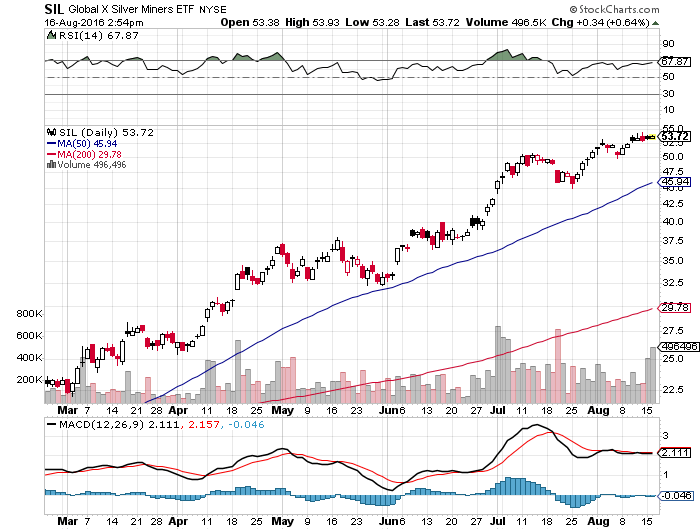 SIL Global X Silver Miners ETF NYSE © StockCharts.com
16-Aug-2016 2:54pm Open 53.38 High 53.93 Low 53.28 Last 53.72 Volume 496.5K Chg +0.34 (+0.64%)
RSI(14) 67.87
90
70
67.87
50
30
10
SIL (Daily) 53.72
MA(50) 45.94
MA(200) 29.78
Volume 496,496
55.0
53.72
52.5
50.0
47.5
45.94
45.0
42.5
40.0
37.5
35.0
32.5
29.78
27.5
25.0
22.5
496496
800K
600K
400K
200K
Mar 7 14 21 28 Apr 11 18 25 May 9 16 23 Jun 6 13 20 27 Jul 11 18 25 Aug 8 15
MACD(12,26,9) 2.111, 2.157, -0.046
3
2.111
1
-0.046
Mar 7 14 21 28 Apr 11 18 25 May 9 16 23 Jun 6 13 20 27 Jul 11 18 25 Aug 8 15